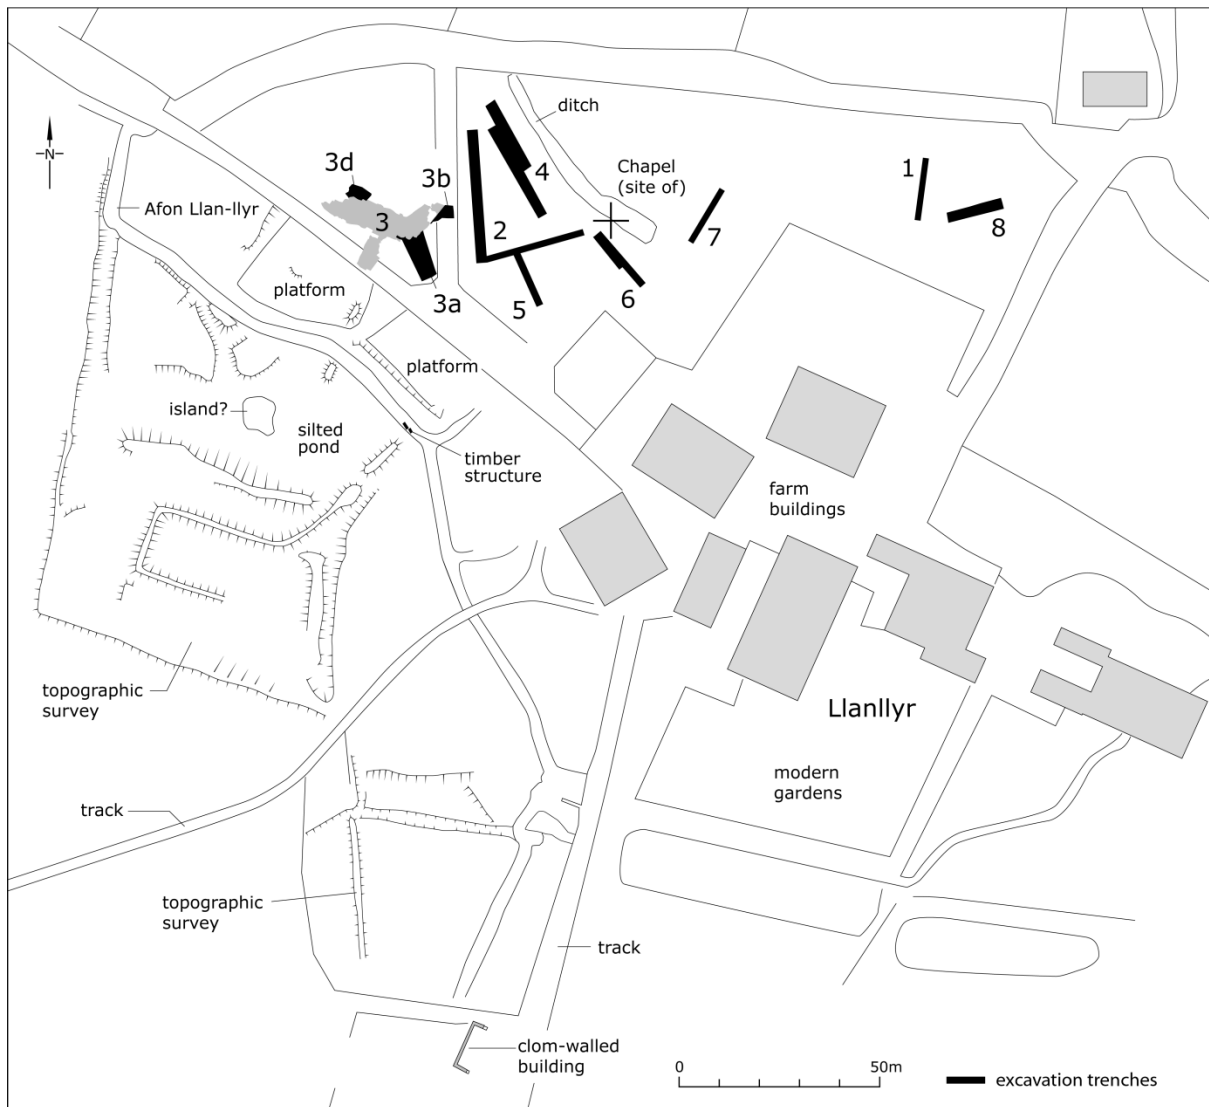 ditch
N
3d
3b
4
Chapel
(site of)
1
Afon Llan-llyr
3
2
7
8
platform
3a
5
6
platform
island?
silted
pond
timber
structure
farm
buildings
topographic
survey
Llanllyr
modern
gardens
track
topographic
survey
track
clom-walled
building
0
50m
excavation trenches